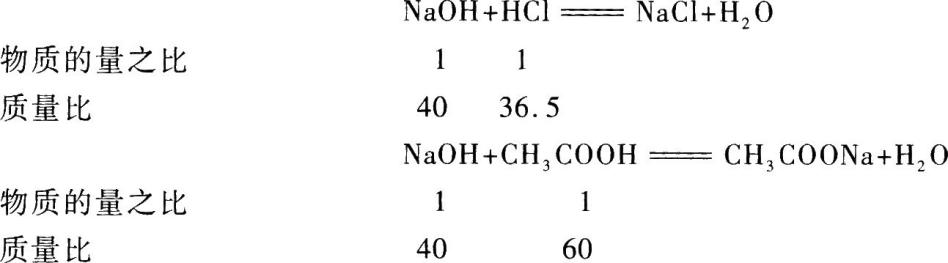 NaOH+HCl ═══ NaCl+H₂O
物质的量之比 1 1
质量比 40 36.5
NaOH+CH₃COOH ═══ CH₃COONa+H₂O
物质的量之比 1 1
质量比 40 60